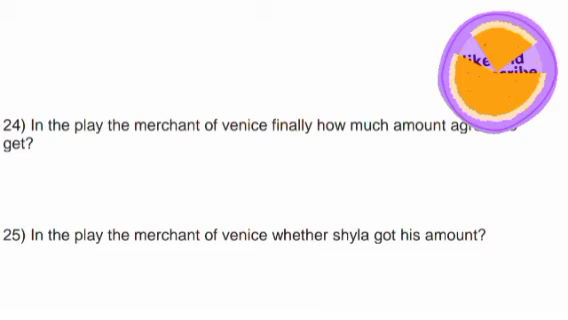 24) In the play the merchant of venice finally how much amount
get?
25) In the play the merchant of venice whether shyla got his amount?